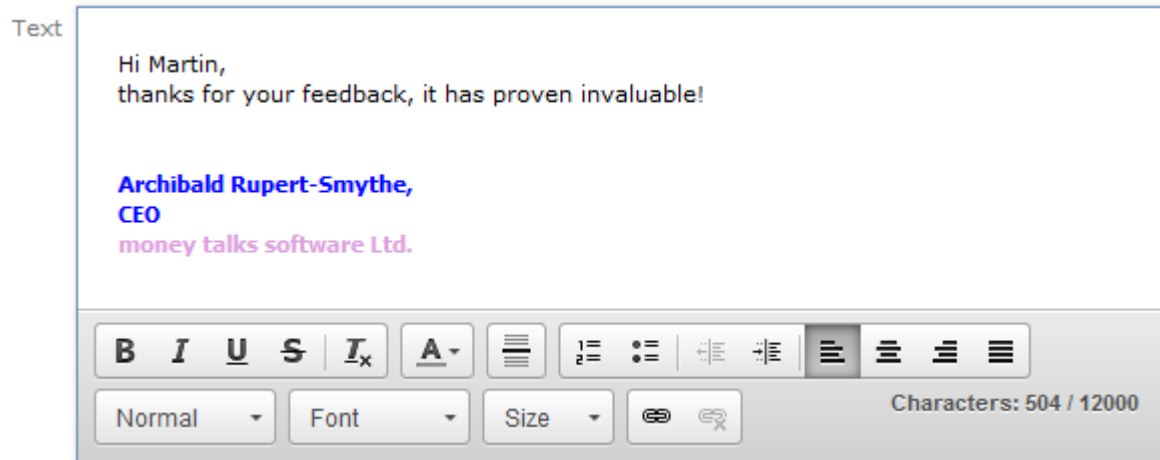 Text
Hi Martin,
thanks for your feedback, it has proven invaluable!
Archibald Rupert-Smythe,
CEO
money talks software Ltd.
B I U S Tx A
Normal Font Size Characters: 504 / 12000